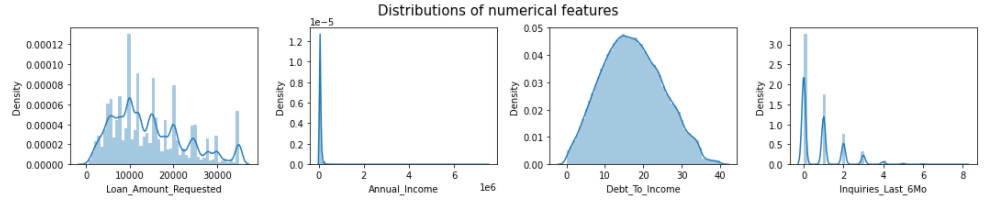 Distributions of numerical features
Density
0.00012
0.00010
0.00008
0.00006
0.00004
0.00002
0.00000
0 10000 20000 30000
Loan_Amount_Requested
1e−5
Density
1.2
1.0
0.8
0.6
0.4
0.2
0.0
0 2 4 6
1e6
Annual_Income
Density
0.05
0.04
0.03
0.02
0.01
0.00
0 10 20 30 40
Debt_To_Income
Density
3.0
2.5
2.0
1.5
1.0
0.5
0.0
0 2 4 6 8
Inquiries_Last_6Mo